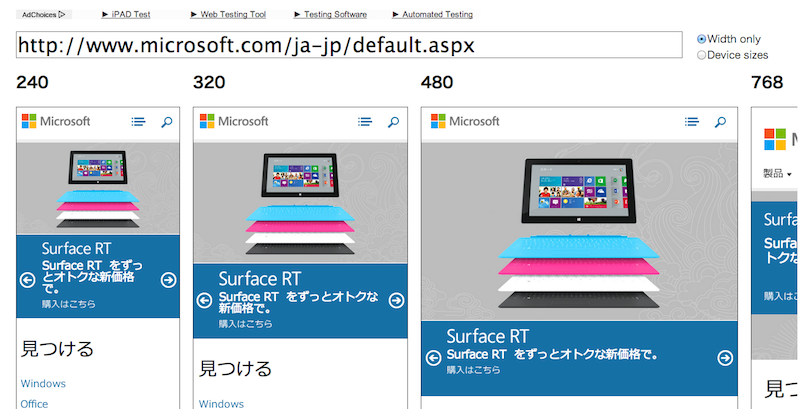 AdChoices ▶ iPAD Test ▶ Web Testing Tool ▶ Testing Software ▶ Automated Testing
http://www.microsoft.com/ja-jp/default.aspx
Width only
Device sizes
240
320
480
768
Microsoft
Surface RT
Surface RT をずっ
とオトクな新価格
で。
購入はこちら
見つける
Windows
Office
Microsoft
Surface RT
Surface RT をずっとオトクな
新価格で。
購入はこちら
見つける
Windows
Microsoft
Surface RT
Surface RT をずっとオトクな新価格で。
購入はこちら
製品
Surfa
Surfa
トクな
購入は
見つ